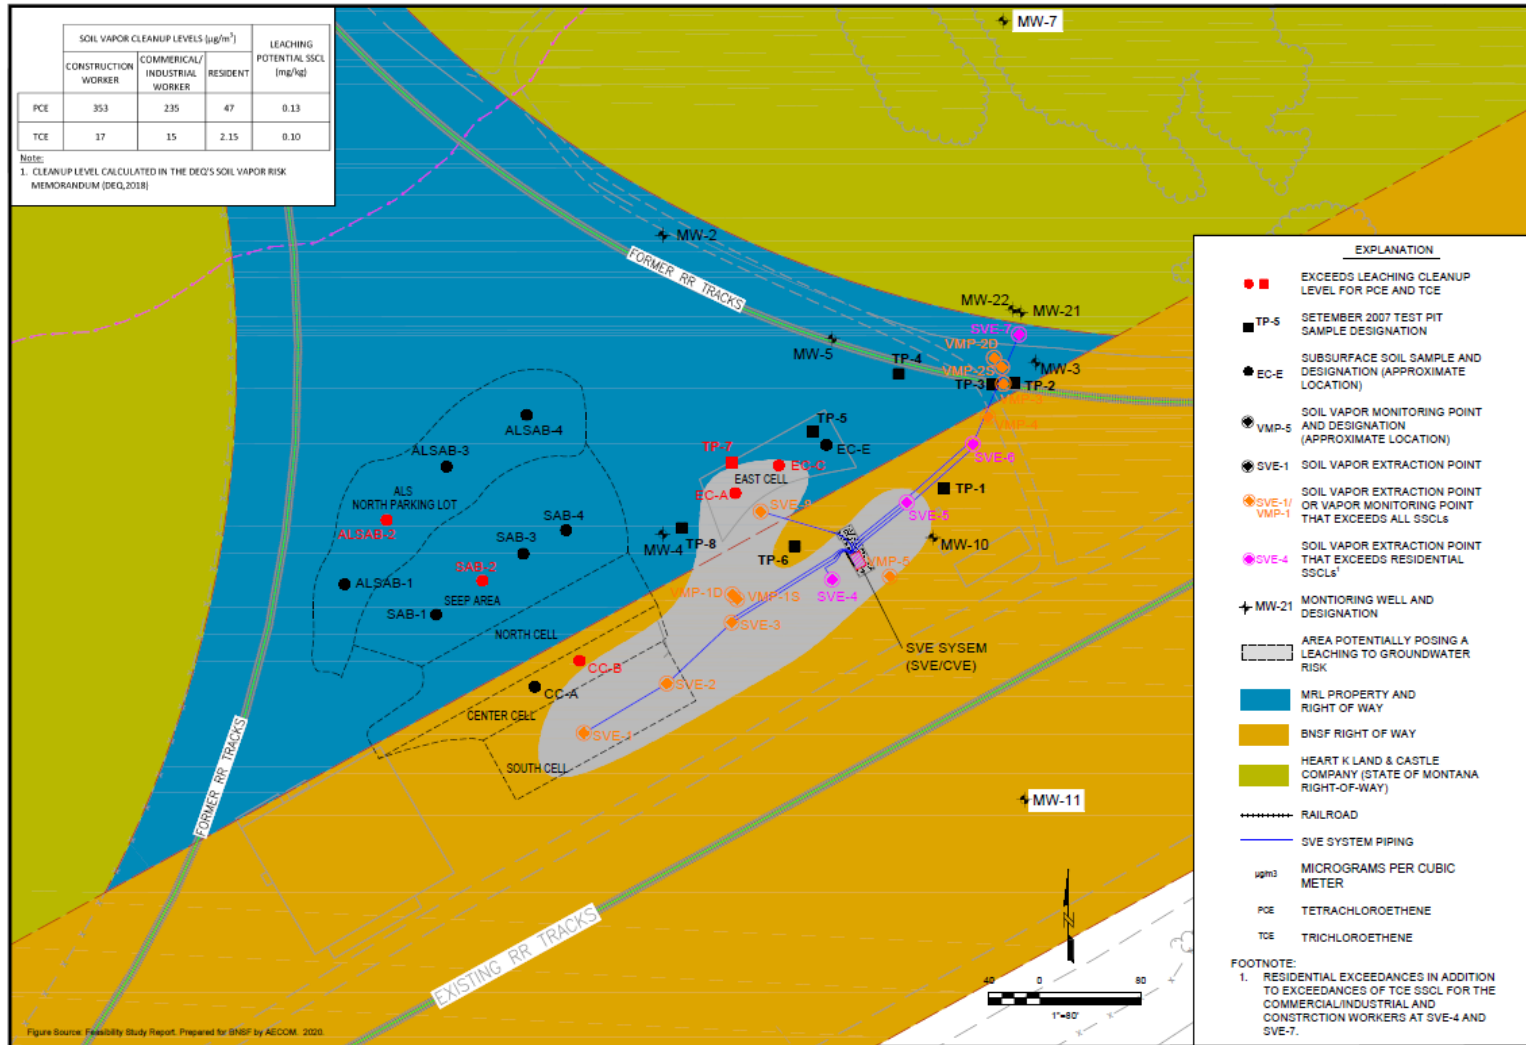 SOIL VAPOR CLEANUP LEVELS (µg/m³)
LEACHING
POTENTIAL SSCL
(mg/kg)
CONSTRUCTION
WORKER
COMMERICAL/
INDUSTRIAL
WORKER
RESIDENT
PCE 353 235 47 0.13
TCE 17 15 2.15 0.10
Note:
1. CLEANUP LEVEL CALCULATED IN THE DEQ'S SOIL VAPOR RISK
MEMORANDUM (DEQ,2018)
MW-7
MW-2
FORMER RR TRACKS
MW-22
MW-21
SVE-7
MW-5
VMP-2D
TP-4
VMP-2S
MW-3
TP-3
TP-2
VMP-3
VMP-4
TP-5
ALSAB-4
EC-E
SVE-6
ALSAB-3
TP-7
EC-C
EAST CELL
ALS
NORTH PARKING LOT
EC-A
TP-1
SVE-8
SVE-5
SAB-4
ALSAB-2
SAB-3
MW-4
TP-8
TP-6
MW-10
VMP-5
ALSAB-1
SAB-2
SEEP AREA
SVE-4
VMP-1D
VMP-1S
SAB-1
SVE-3
NORTH CELL
SVE SYSEM
(SVE/CVE)
CC-B
SVE-2
CC-A
CENTER CELL
SVE-1
SOUTH CELL
FORMER RR TRACKS
MW-11
EXISTING RR TRACKS
N
40 0 80
1"=80'
Figure Source: Feasibility Study Report. Prepared for BNSF by AECOM. 2020.
EXPLANATION
EXCEEDS LEACHING CLEANUP
LEVEL FOR PCE AND TCE
TP-5 SETEMBER 2007 TEST PIT
SAMPLE DESIGNATION
SUBSURFACE SOIL SAMPLE AND
EC-E DESIGNATION (APPROXIMATE
LOCATION)
SOIL VAPOR MONITORING POINT
VMP-5 AND DESIGNATION
(APPROXIMATE LOCATION)
SVE-1 SOIL VAPOR EXTRACTION POINT
SVE-1/
VMP-1
SOIL VAPOR EXTRACTION POINT
OR VAPOR MONITORING POINT
THAT EXCEEDS ALL SSCLs
SOIL VAPOR EXTRACTION POINT
SVE-4 THAT EXCEEDS RESIDENTIAL
SSCLs¹
MW-21 MONTIORING WELL AND
DESIGNATION
AREA POTENTIALLY POSING A
LEACHING TO GROUNDWATER
RISK
MRL PROPERTY AND
RIGHT OF WAY
BNSF RIGHT OF WAY
HEART K LAND & CASTLE
COMPANY (STATE OF MONTANA
RIGHT-OF-WAY)
RAILROAD
SVE SYSTEM PIPING
µg/m3 MICROGRAMS PER CUBIC
METER
PCE TETRACHLOROETHENE
TCE TRICHLOROETHENE
FOOTNOTE:
1. RESIDENTIAL EXCEEDANCES IN ADDITION
TO EXCEEDANCES OF TCE SSCL FOR THE
COMMERCIAL/INDUSTRIAL AND
CONSTRCTION WORKERS AT SVE-4 AND
SVE-7.